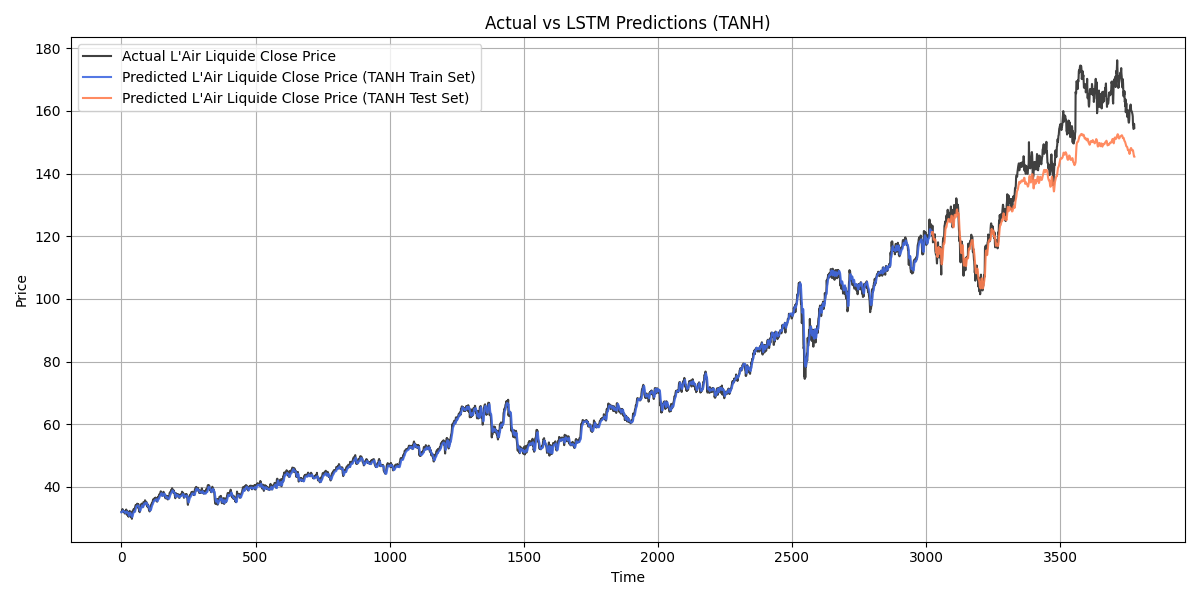 Actual vs LSTM Predictions (TANH)
Actual L'Air Liquide Close Price
Predicted L'Air Liquide Close Price (TANH Train Set)
Predicted L'Air Liquide Close Price (TANH Test Set)
Price
180
160
140
120
100
80
60
40
0 500 1000 1500 2000 2500 3000 3500
Time